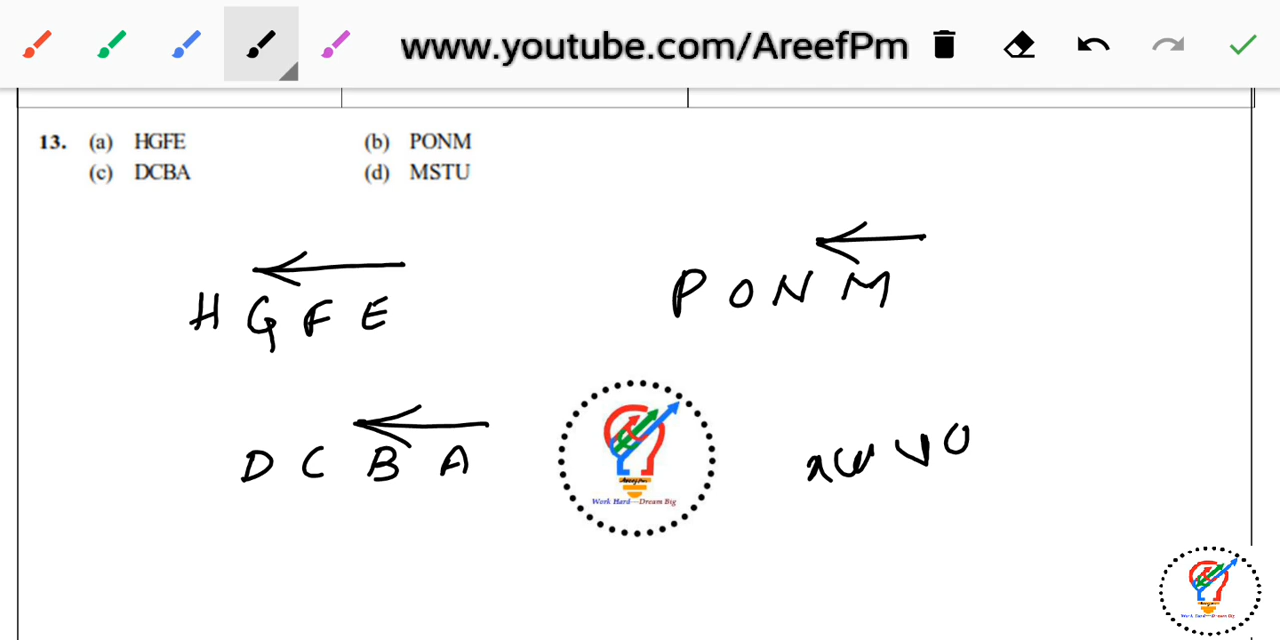 www.youtube.com/AreefPm
13. (a) HGFE (b) PONM
(c) DCBA (d) MSTU
H G F E P O N M
D C B A
Work Hard—Dream Big